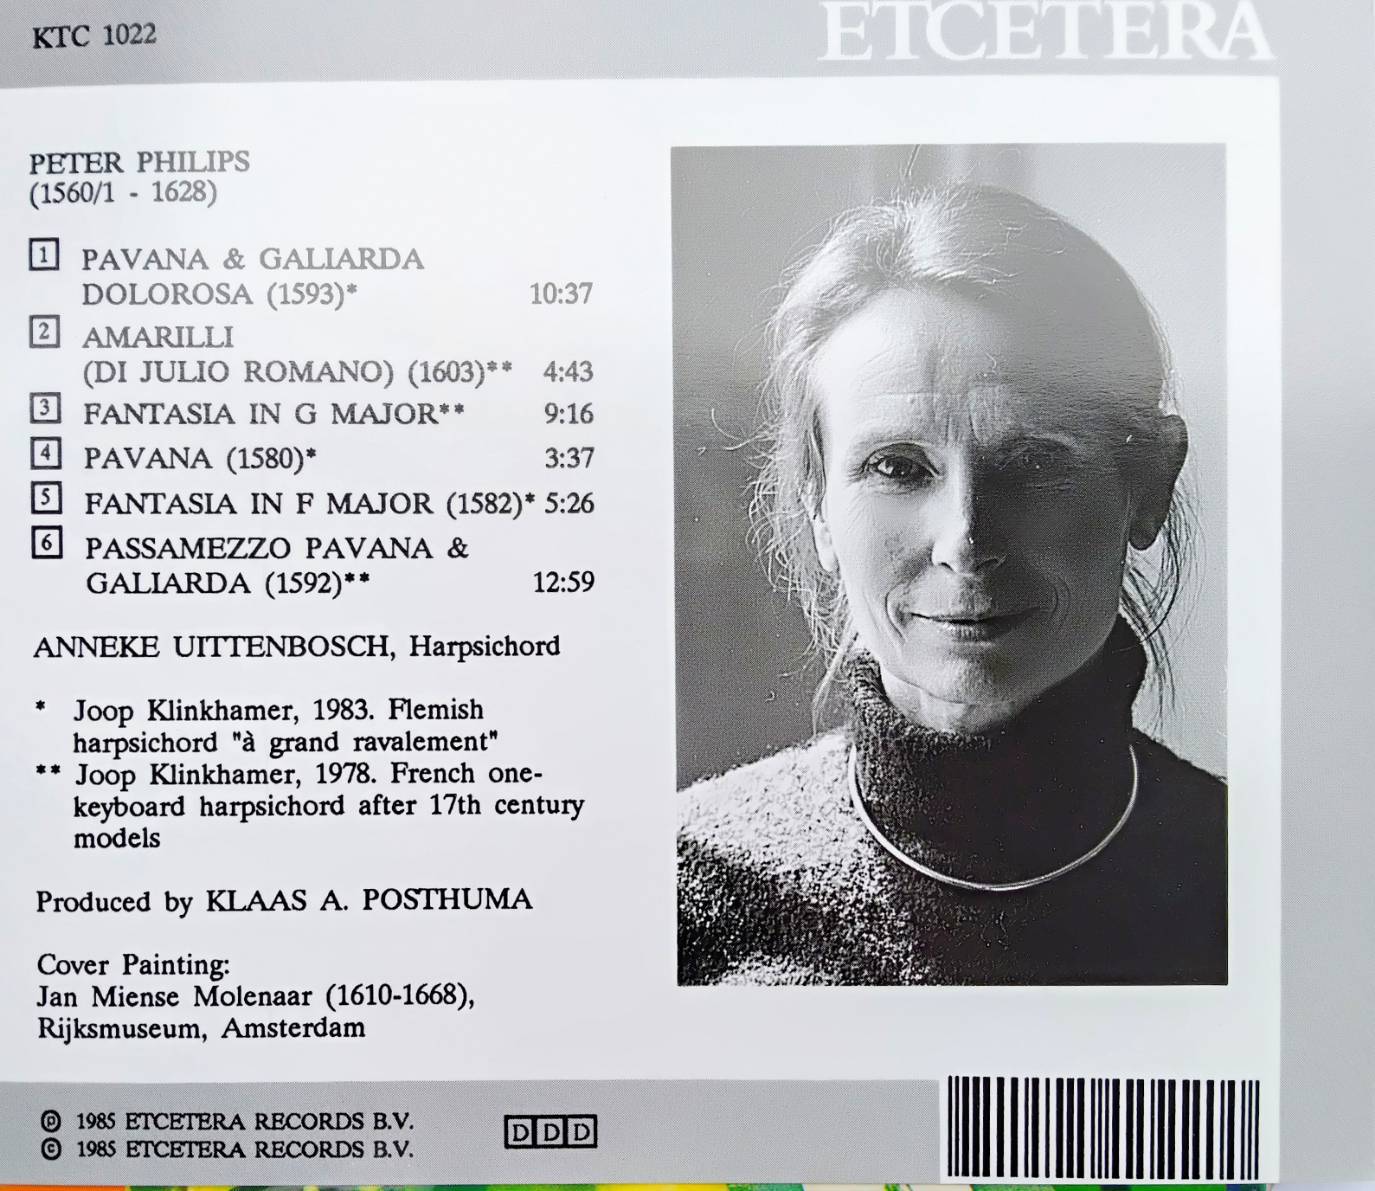 KTC 1022
ETCETERA
PETER PHILIPS
(1560/1 - 1628)
1 PAVANA & GALIARDA
DOLOROSA (1593)* 10:37
2 AMARILLI
(DI JULIO ROMANO) (1603)** 4:43
3 FANTASIA IN G MAJOR** 9:16
4 PAVANA (1580)* 3:37
5 FANTASIA IN F MAJOR (1582)* 5:26
6 PASSAMEZZO PAVANA &
GALIARDA (1592)** 12:59
ANNEKE UITTENBOSCH, Harpsichord
* Joop Klinkhamer, 1983. Flemish
harpsichord "à grand ravalement"
** Joop Klinkhamer, 1978. French one-
keyboard harpsichord after 17th century
models
Produced by KLAAS A. POSTHUMA
Cover Painting:
Jan Miense Molenaar (1610-1668),
Rijksmuseum, Amsterdam
℗ 1985 ETCETERA RECORDS B.V.
© 1985 ETCETERA RECORDS B.V.
DDD